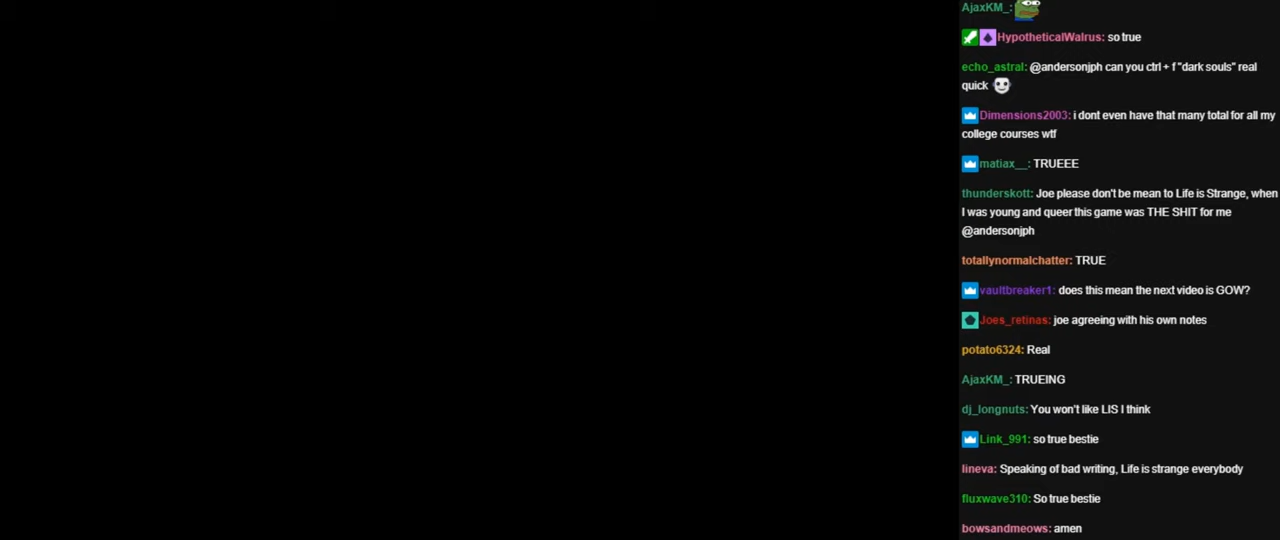 AjaxKM_:
HypotheticalWalrus: so true
echo_astral: @andersonjph can you ctrl + f "dark souls" real
quick
Dimensions2003: i dont even have that many total for all my
college courses wtf
matiax__: TRUEEE
thunderskott: Joe please don't be mean to Life is Strange, when
I was young and queer this game was THE SHIT for me
@andersonjph
totallynormalchatter: TRUE
vaultbreaker1: does this mean the next video is GOW?
Joes_retinas: joe agreeing with his own notes
potato6324: Real
AjaxKM_: TRUEING
dj_longnuts: You won't like LIS I think
Link_991: so true bestie
lineva: Speaking of bad writing, Life is strange everybody
fluxwave310: So true bestie
bowsandmeows: amen